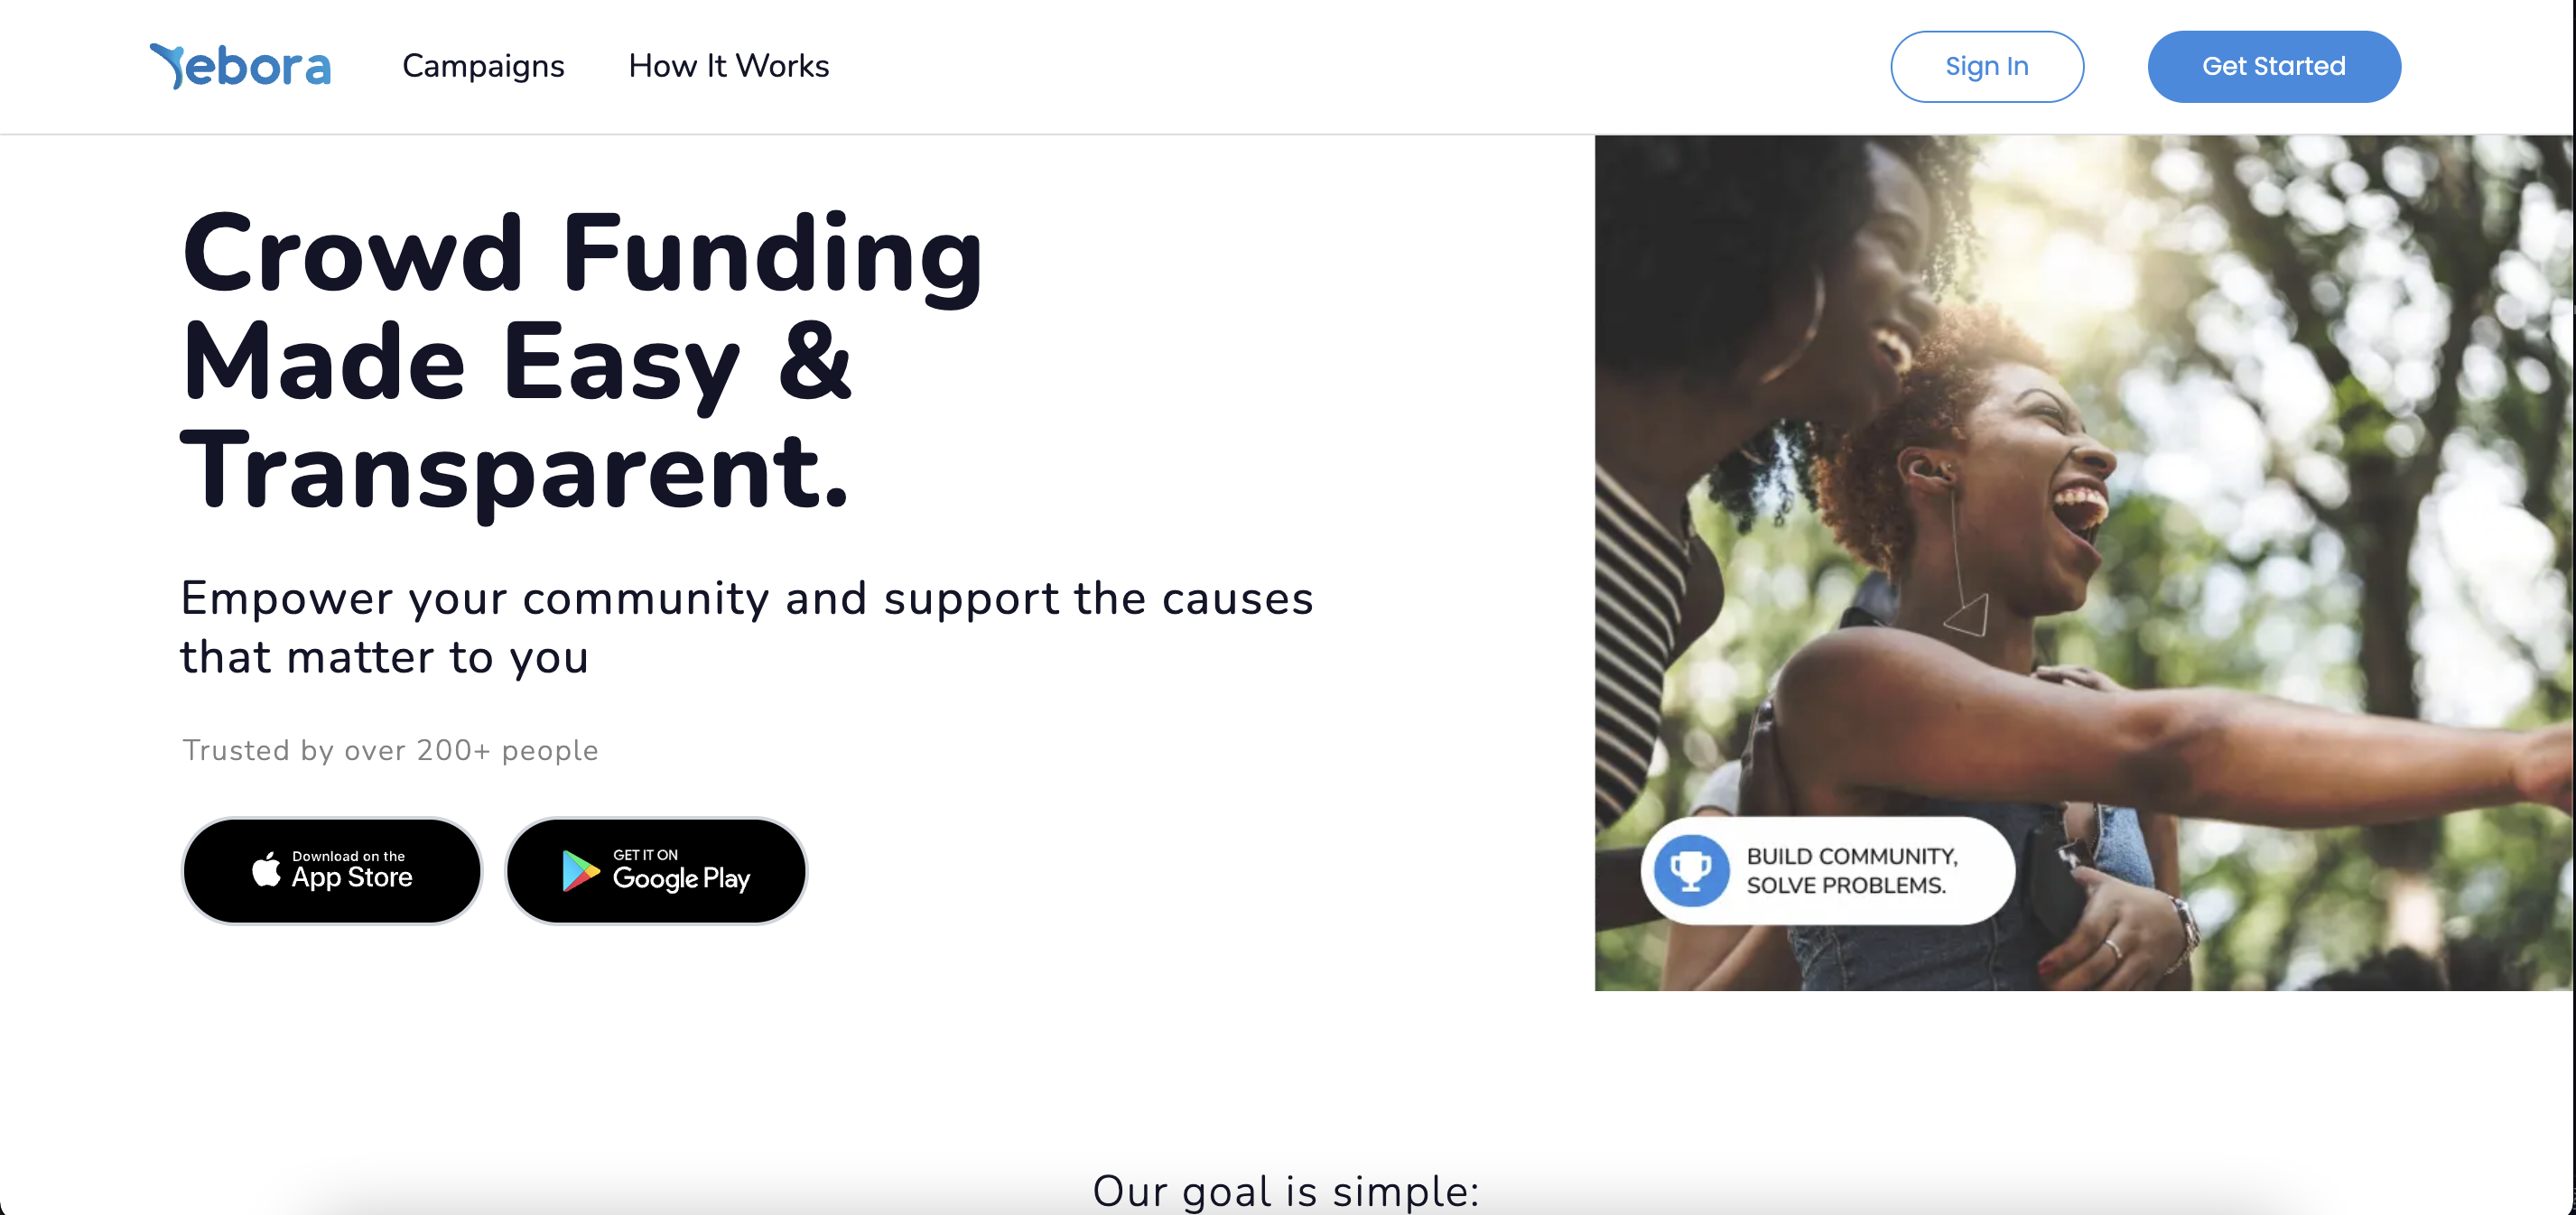 Yebora
Campaigns
How It Works
Sign In
Get Started
Crowd Funding
Made Easy &
Transparent.
Empower your community and support the causes
that matter to you
Trusted by over 200+ people
Download on the
App Store
GET IT ON
Google Play
BUILD COMMUNITY,
SOLVE PROBLEMS.
Our goal is simple: